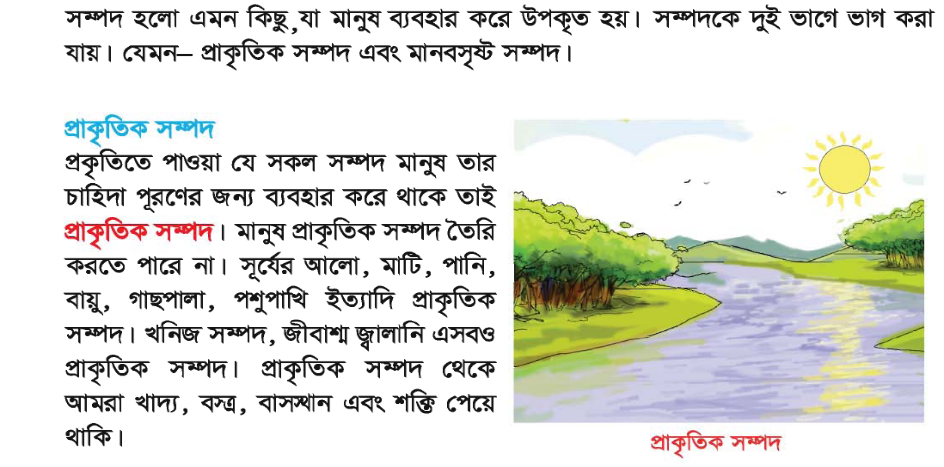 সম্পদ হলো এমন কিছু,যা মানুষ ব্যবহার করে উপকৃত হয়। সম্পদকে দুই ভাগে ভাগ করা
যায়। যেমন– প্রাকৃতিক সম্পদ এবং মানবসৃষ্ট সম্পদ।
প্রাকৃতিক সম্পদ
প্রকৃতিতে পাওয়া যে সকল সম্পদ মানুষ তার
চাহিদা পূরণের জন্য ব্যবহার করে থাকে তাই
প্রাকৃতিক সম্পদ। মানুষ প্রাকৃতিক সম্পদ তৈরি
করতে পারে না। সূর্যের আলো, মাটি, পানি,
বায়ু, গাছপালা, পশুপাখি ইত্যাদি প্রাকৃতিক
সম্পদ। খনিজ সম্পদ, জীবাশ্ম জ্বালানি এসবও
প্রাকৃতিক সম্পদ। প্রাকৃতিক সম্পদ থেকে
আমরা খাদ্য, বস্ত্র, বাসস্থান এবং শক্তি পেয়ে
থাকি।
প্রাকৃতিক সম্পদ